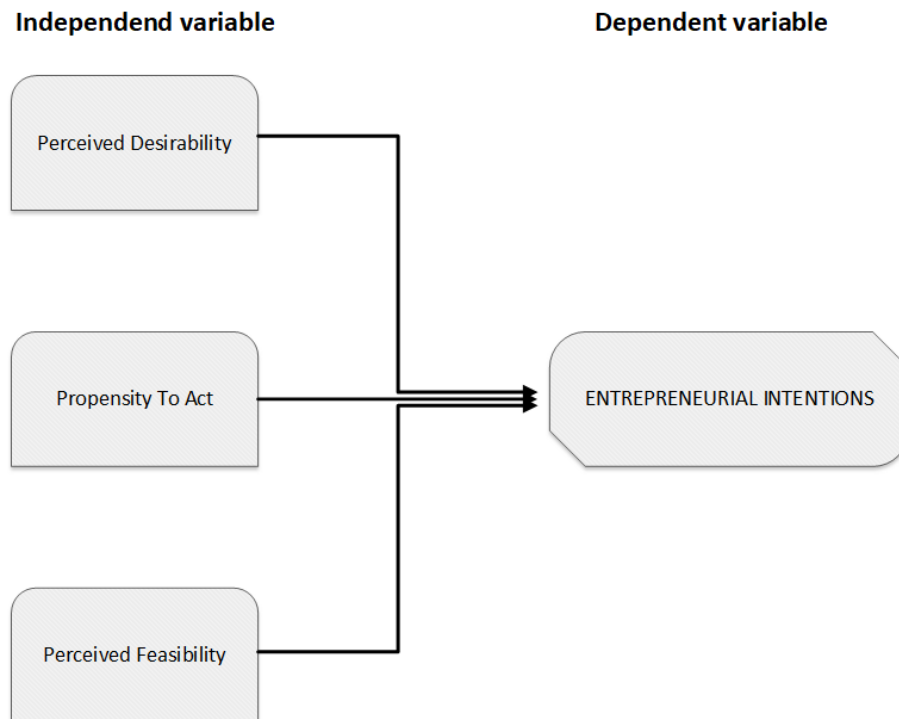 Independend variable
Dependent variable
Perceived Desirability
Propensity To Act
ENTREPRENEURIAL INTENTIONS
Perceived Feasibility